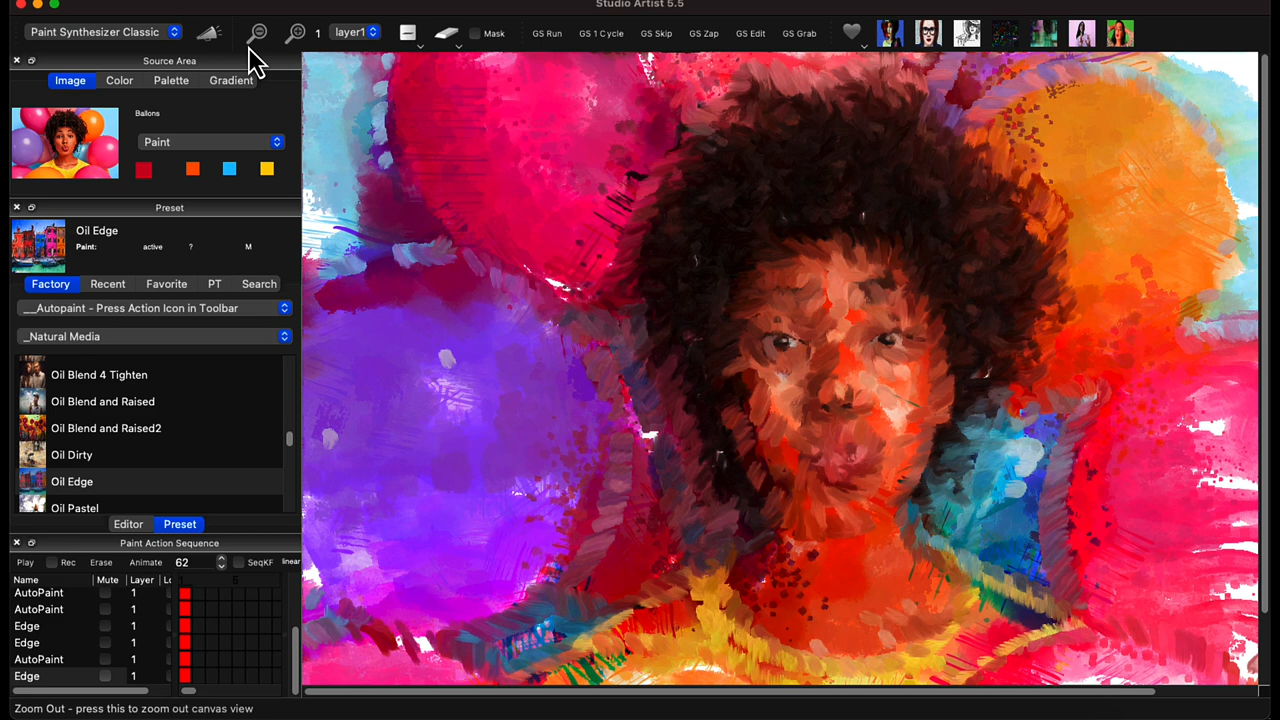 Studio Artist 5.5
Paint Synthesizer Classic
1
layer1
Mask
GS Run
GS 1 Cycle
GS Skip
GS Zap
GS Edit
GS Grab
Source Area
Image
Color
Palette
Gradient
Ballons
Paint
Preset
Oil Edge
Paint:
active
?
M
Factory
Recent
Favorite
PT
Search
__Autopaint - Press Action Icon in Toolbar
_Natural Media
Oil Blend 4 Tighten
Oil Blend and Raised
Oil Blend and Raised2
Oil Dirty
Oil Edge
Oil Pastel
Editor
Preset
Paint Action Sequence
Play
Rec
Erase
Animate
62
SeqKF
linear
Name
Mute
Layer
1
5
AutoPaint 1
AutoPaint 1
Edge 1
Edge 1
AutoPaint 1
Edge 1
Zoom Out - press this to zoom out canvas view